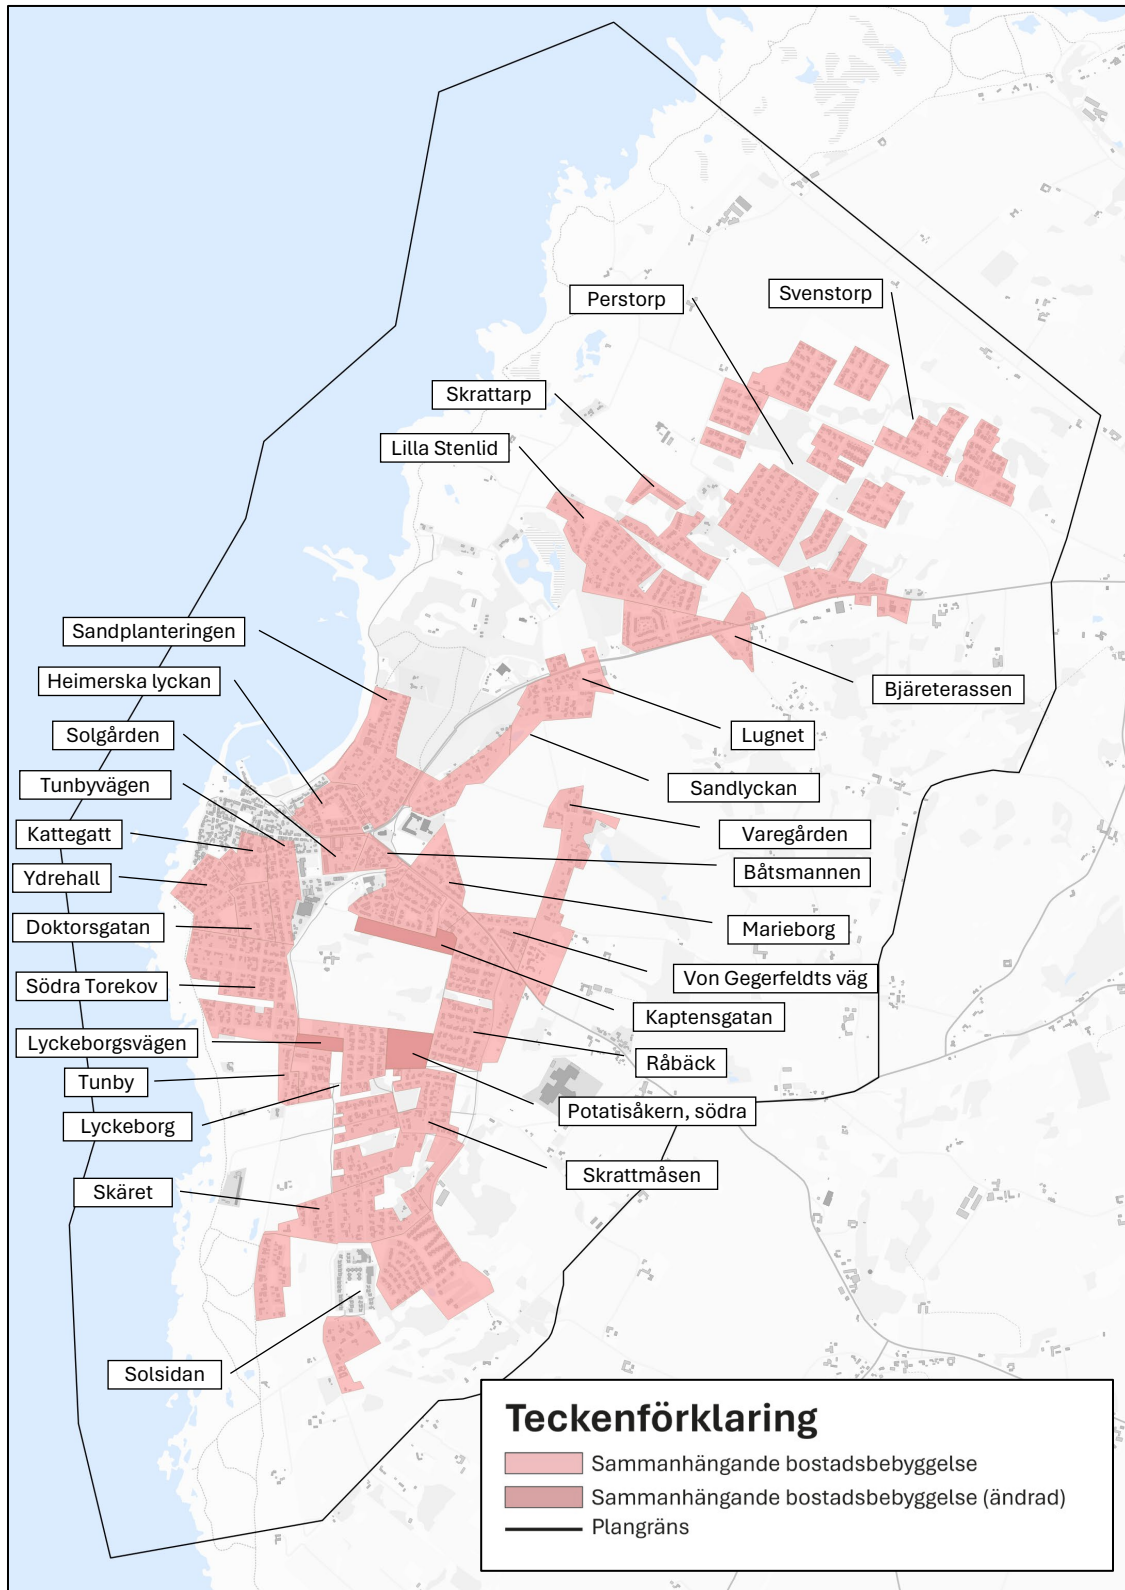 Svenstorp
Perstorp
Skrattarp
Lilla Stenlid
Sandplanteringen
Heimerska lyckan
Bjäreterassen
Solgården
Lugnet
Tunbyvägen
Sandlyckan
Kattegatt
Varegården
Ydrehall
Båtsmannen
Doktorsgatan
Marieborg
Södra Torekov
Von Gegerfeldts väg
Kaptensgatan
Lyckeborgsvägen
Råbäck
Tunby
Potatisåkern, södra
Lyckeborg
Skrattmåsen
Skäret
Solsidan
Teckenförklaring
Sammanhängande bostadsbebyggelse
Sammanhängande bostadsbebyggelse (ändrad)
Plangräns